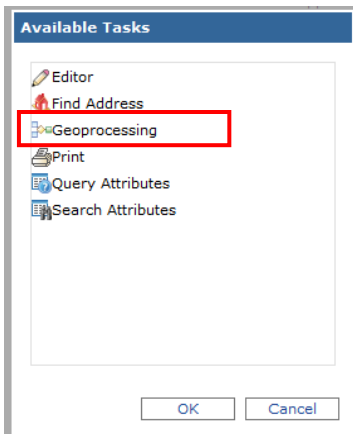 Available Tasks
Editor
Find Address
Geoprocessing
Print
Query Attributes
Search Attributes
OK Cancel